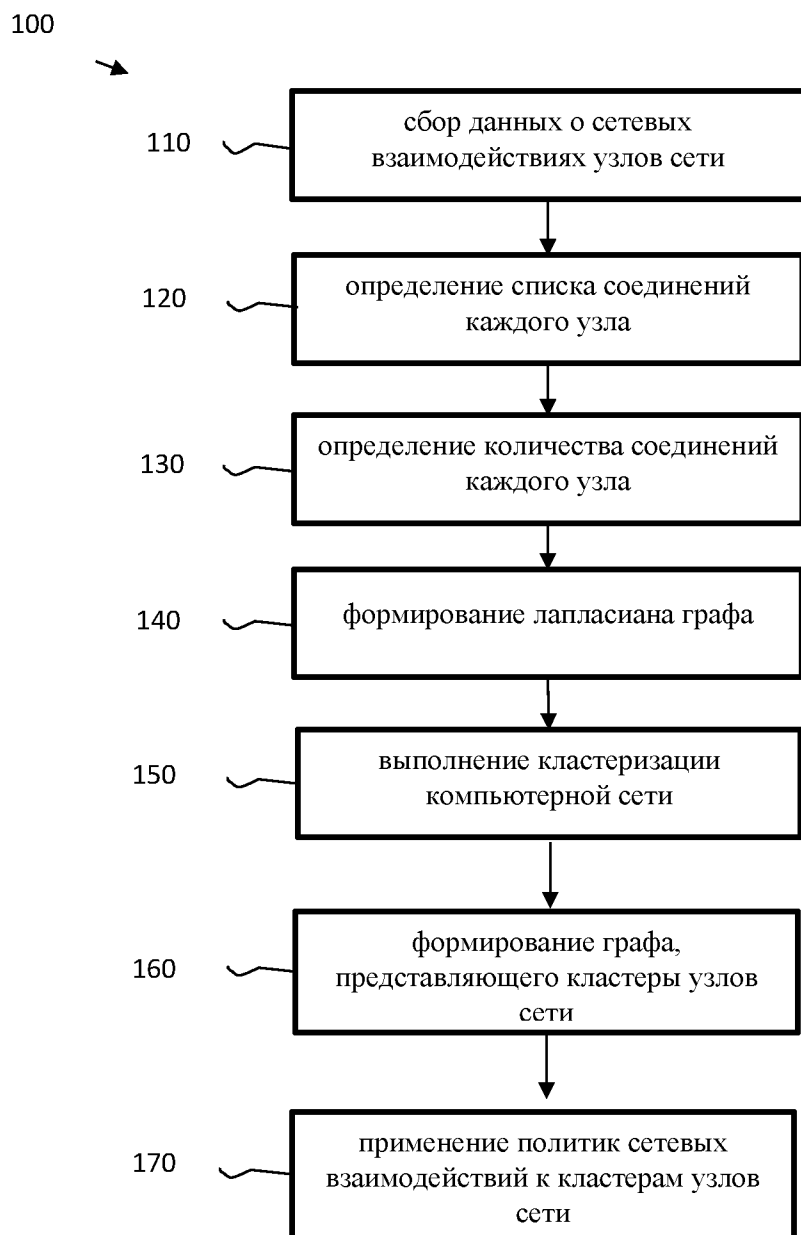 100
110
сбор данных о сетевых
взаимодействиях узлов сети
120
определение списка соединений
каждого узла
130
определение количества соединений
каждого узла
140
формирование лапласиана графа
150
выполнение кластеризации
компьютерной сети
160
формирование графа,
представляющего кластеры узлов
сети
170
применение политик сетевых
взаимодействий к кластерам узлов
сети